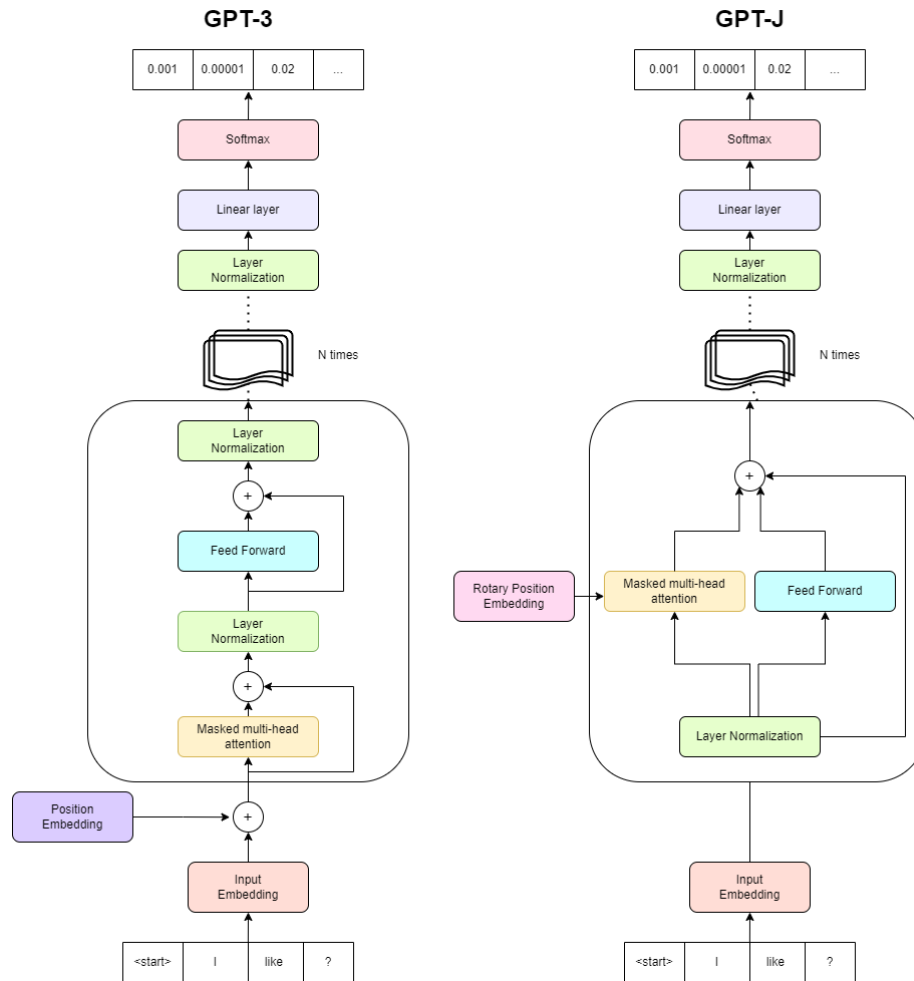 GPT-3
0.001 0.00001 0.02 ...
Softmax
Linear layer
Layer
Normalization
N times
Layer
Normalization
+
Feed Forward
Layer
Normalization
+
Masked multi-head
attention
Position
Embedding
+
Input
Embedding
<start> I like ?
GPT-J
0.001 0.00001 0.02 ...
Softmax
Linear layer
Layer
Normalization
N times
+
Rotary Position
Embedding
Masked multi-head
attention
Feed Forward
Layer Normalization
Input
Embedding
<start> I like ?